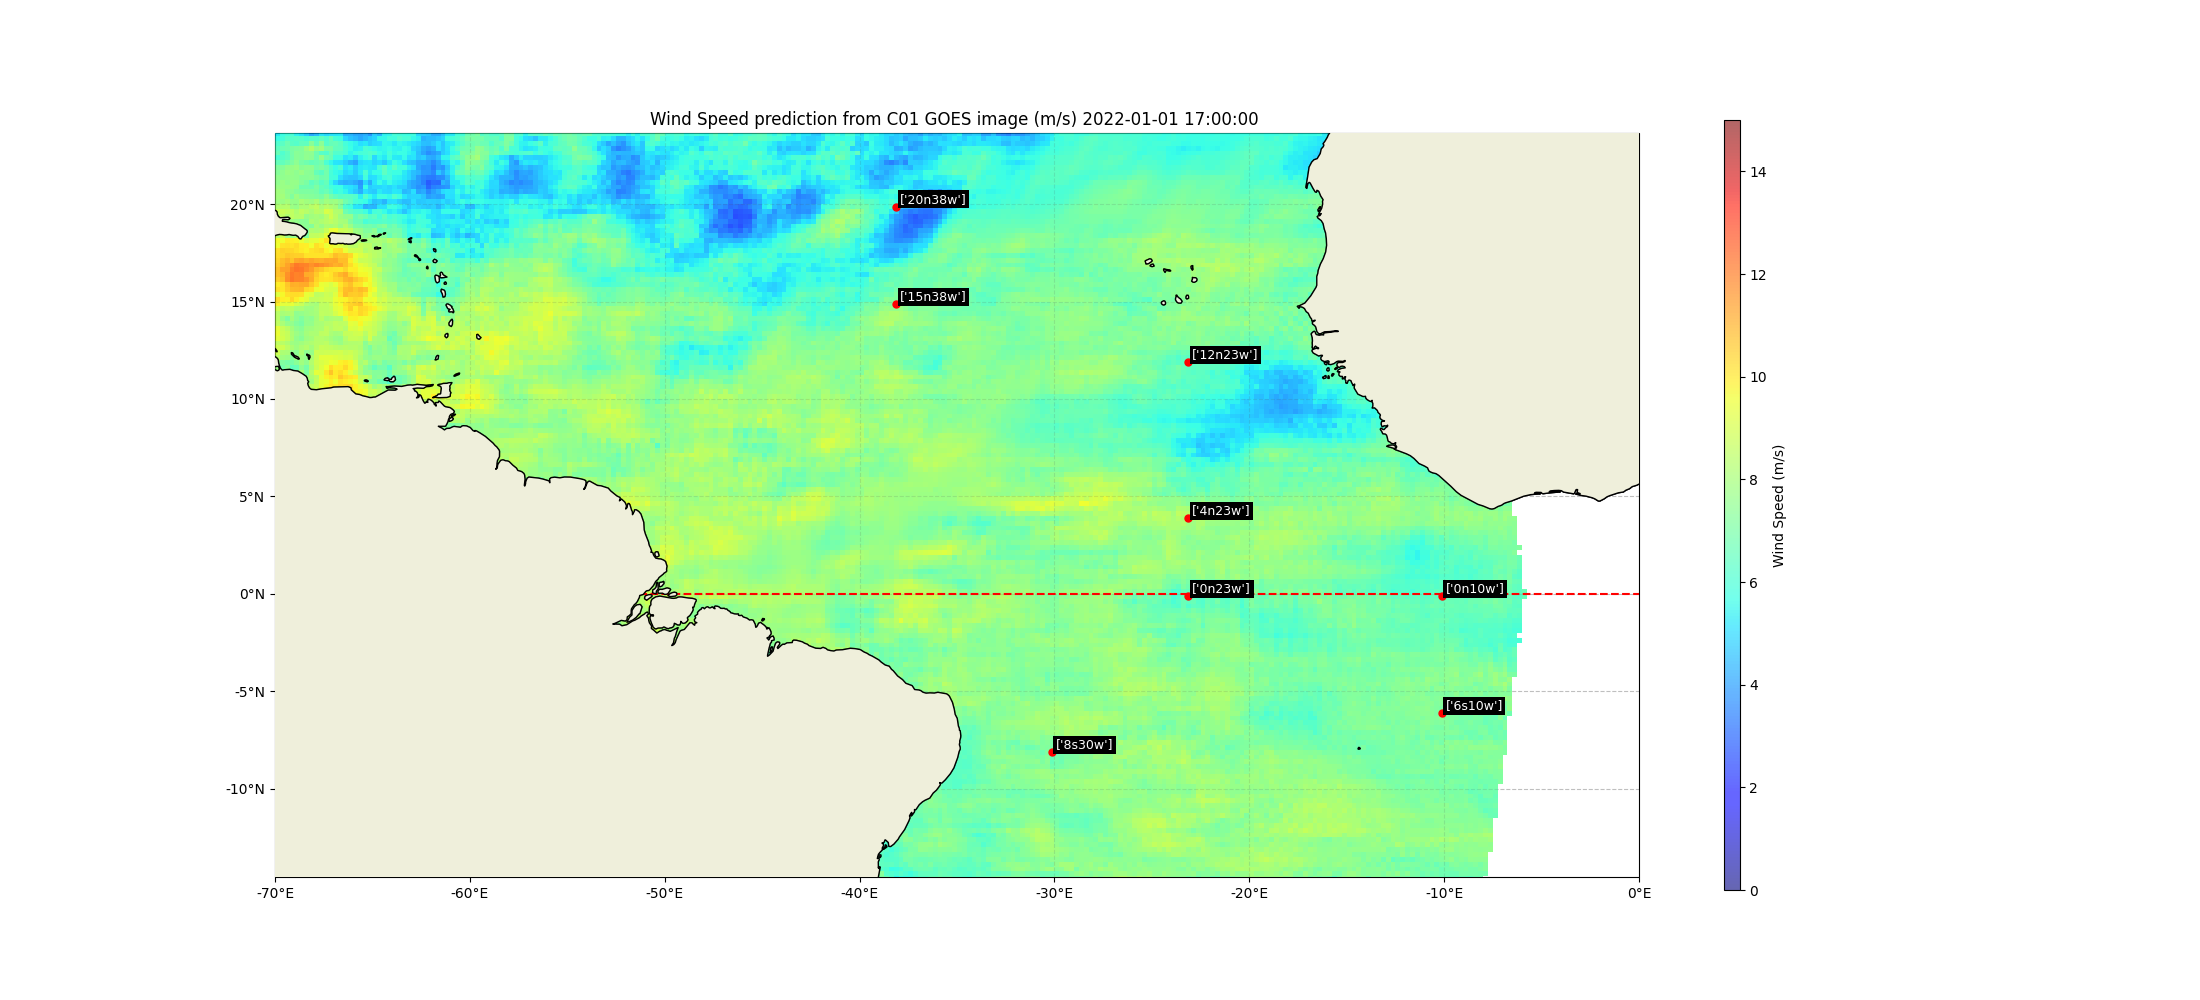 Wind Speed prediction from C01 GOES image (m/s) 2022-01-01 17:00:00
20°N
15°N
10°N
5°N
0°N
-5°N
-10°N
-70°E
-60°E
-50°E
-40°E
-30°E
-20°E
-10°E
0°E
['20n38w']
['15n38w']
['12n23w']
['4n23w']
['0n23w']
['0n10w']
['6s10w']
['8s30w']
14
12
10
8
6
4
2
0
Wind Speed (m/s)